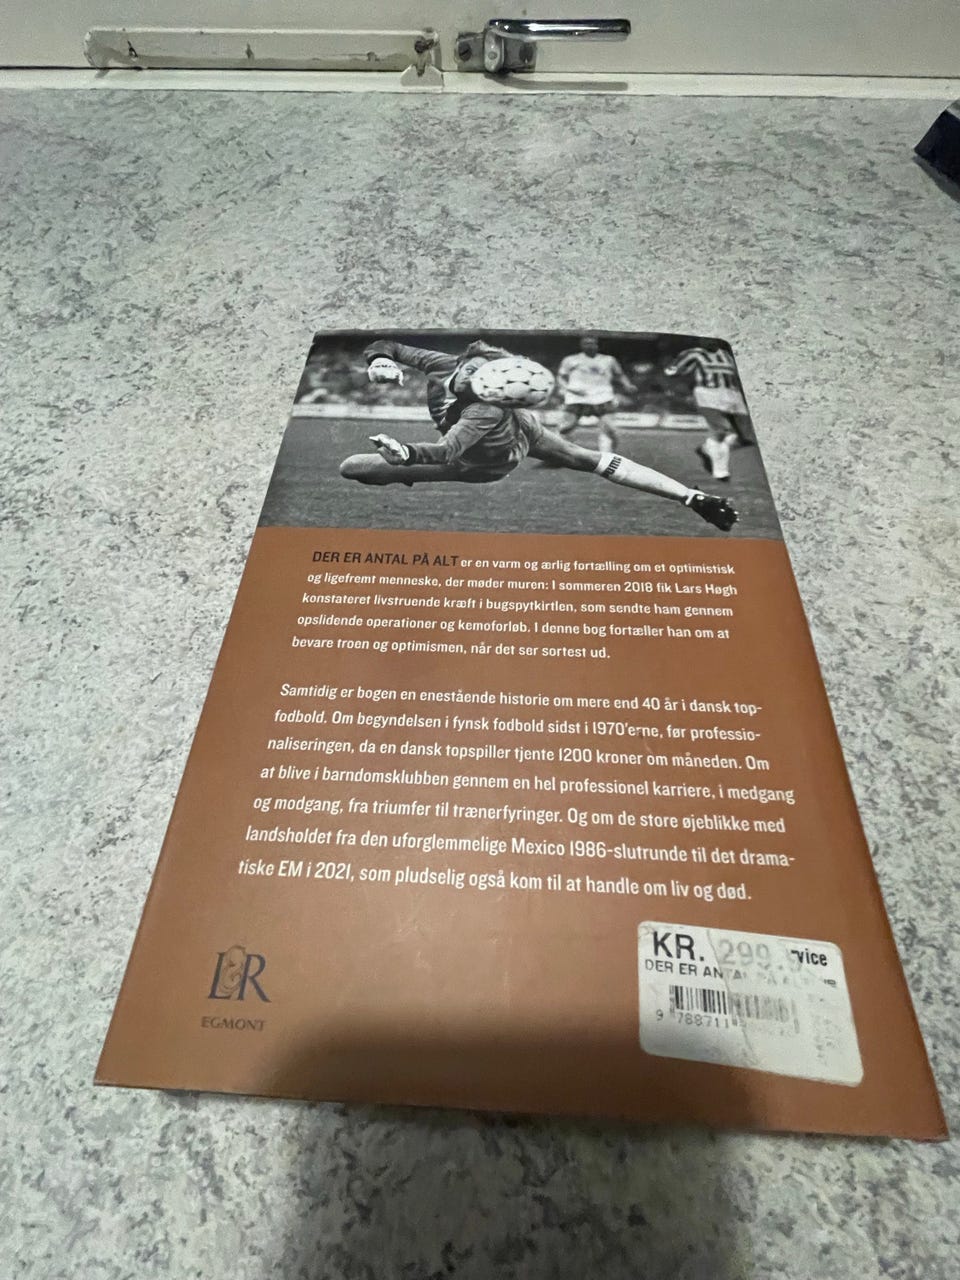 DER ER ANTAL PÅ ALT er en varm og ærlig fortælling om et optimistisk
og ligefremt menneske, der møder muren: I sommeren 2018 fik Lars Høgh
konstateret livstruende kræft i bugspytkirtlen, som sendte ham gennem
opslidende operationer og kemoforløb. I denne bog fortæller han om at
bevare troen og optimismen, når det ser sortest ud.
Samtidig er bogen en enestående historie om mere end 40 år i dansk top-
fodbold. Om begyndelsen i fynsk fodbold sidst i 1970'erne, før professio-
naliseringen, da en dansk topspiller tjente 1200 kroner om måneden. Om
at blive i barndomsklubben gennem en hel professionel karriere, i medgang
og modgang, fra triumfer til trænerfyringer. Og om de store øjeblikke med
landsholdet fra den uforglemmelige Mexico 1986-slutrunde til det drama-
tiske EM i 2021, som pludselig også kom til at handle om liv og død.
L&R
EGMONT
KR. 299.
DER ER
9 788711